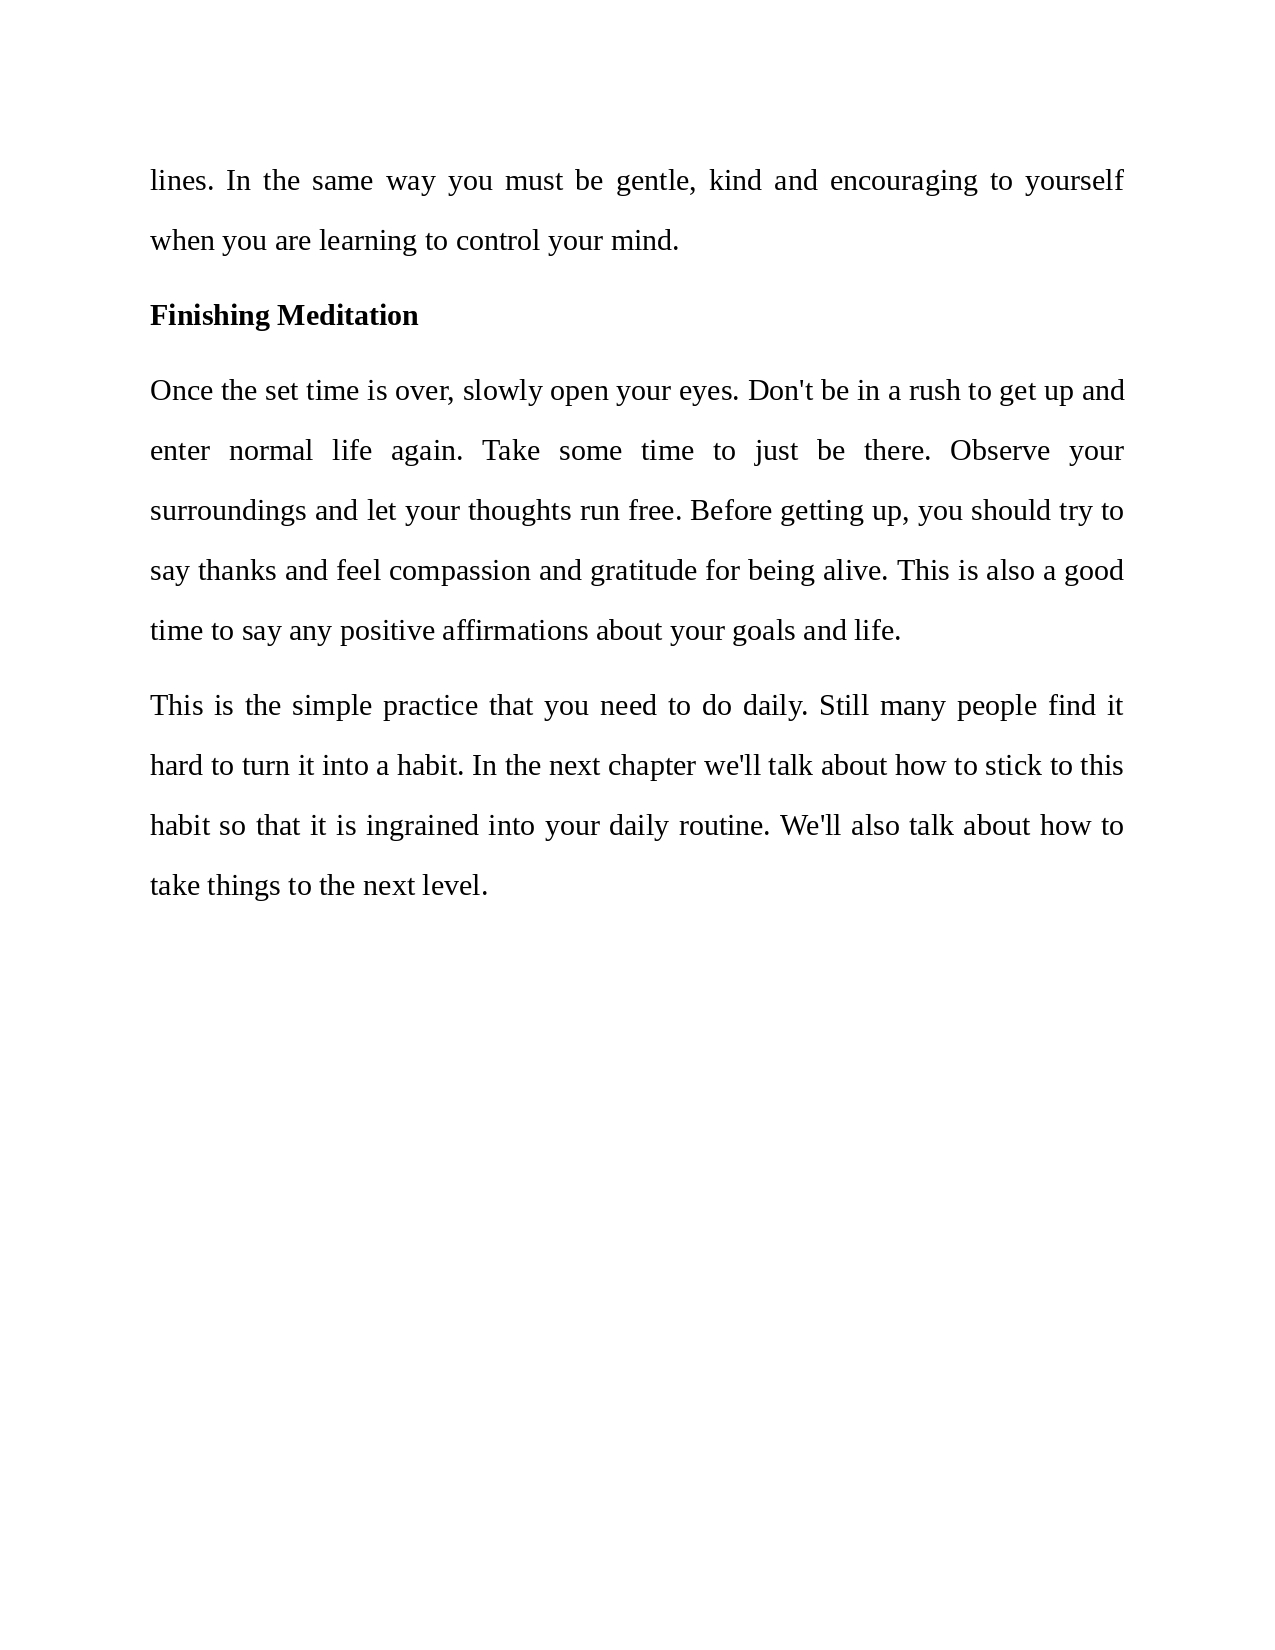 lines. In the same way you must be gentle, kind and encouraging to yourself
when you are learning to control your mind.
Finishing Meditation
Once the set time is over, slowly open your eyes. Don't be in a rush to get up and
enter normal life again. Take some time to just be there. Observe your
surroundings and let your thoughts run free. Before getting up, you should try to
say thanks and feel compassion and gratitude for being alive. This is also a good
time to say any positive affirmations about your goals and life.
This is the simple practice that you need to do daily. Still many people find it
hard to turn it into a habit. In the next chapter we'll talk about how to stick to this
habit so that it is ingrained into your daily routine. We'll also talk about how to
take things to the next level.